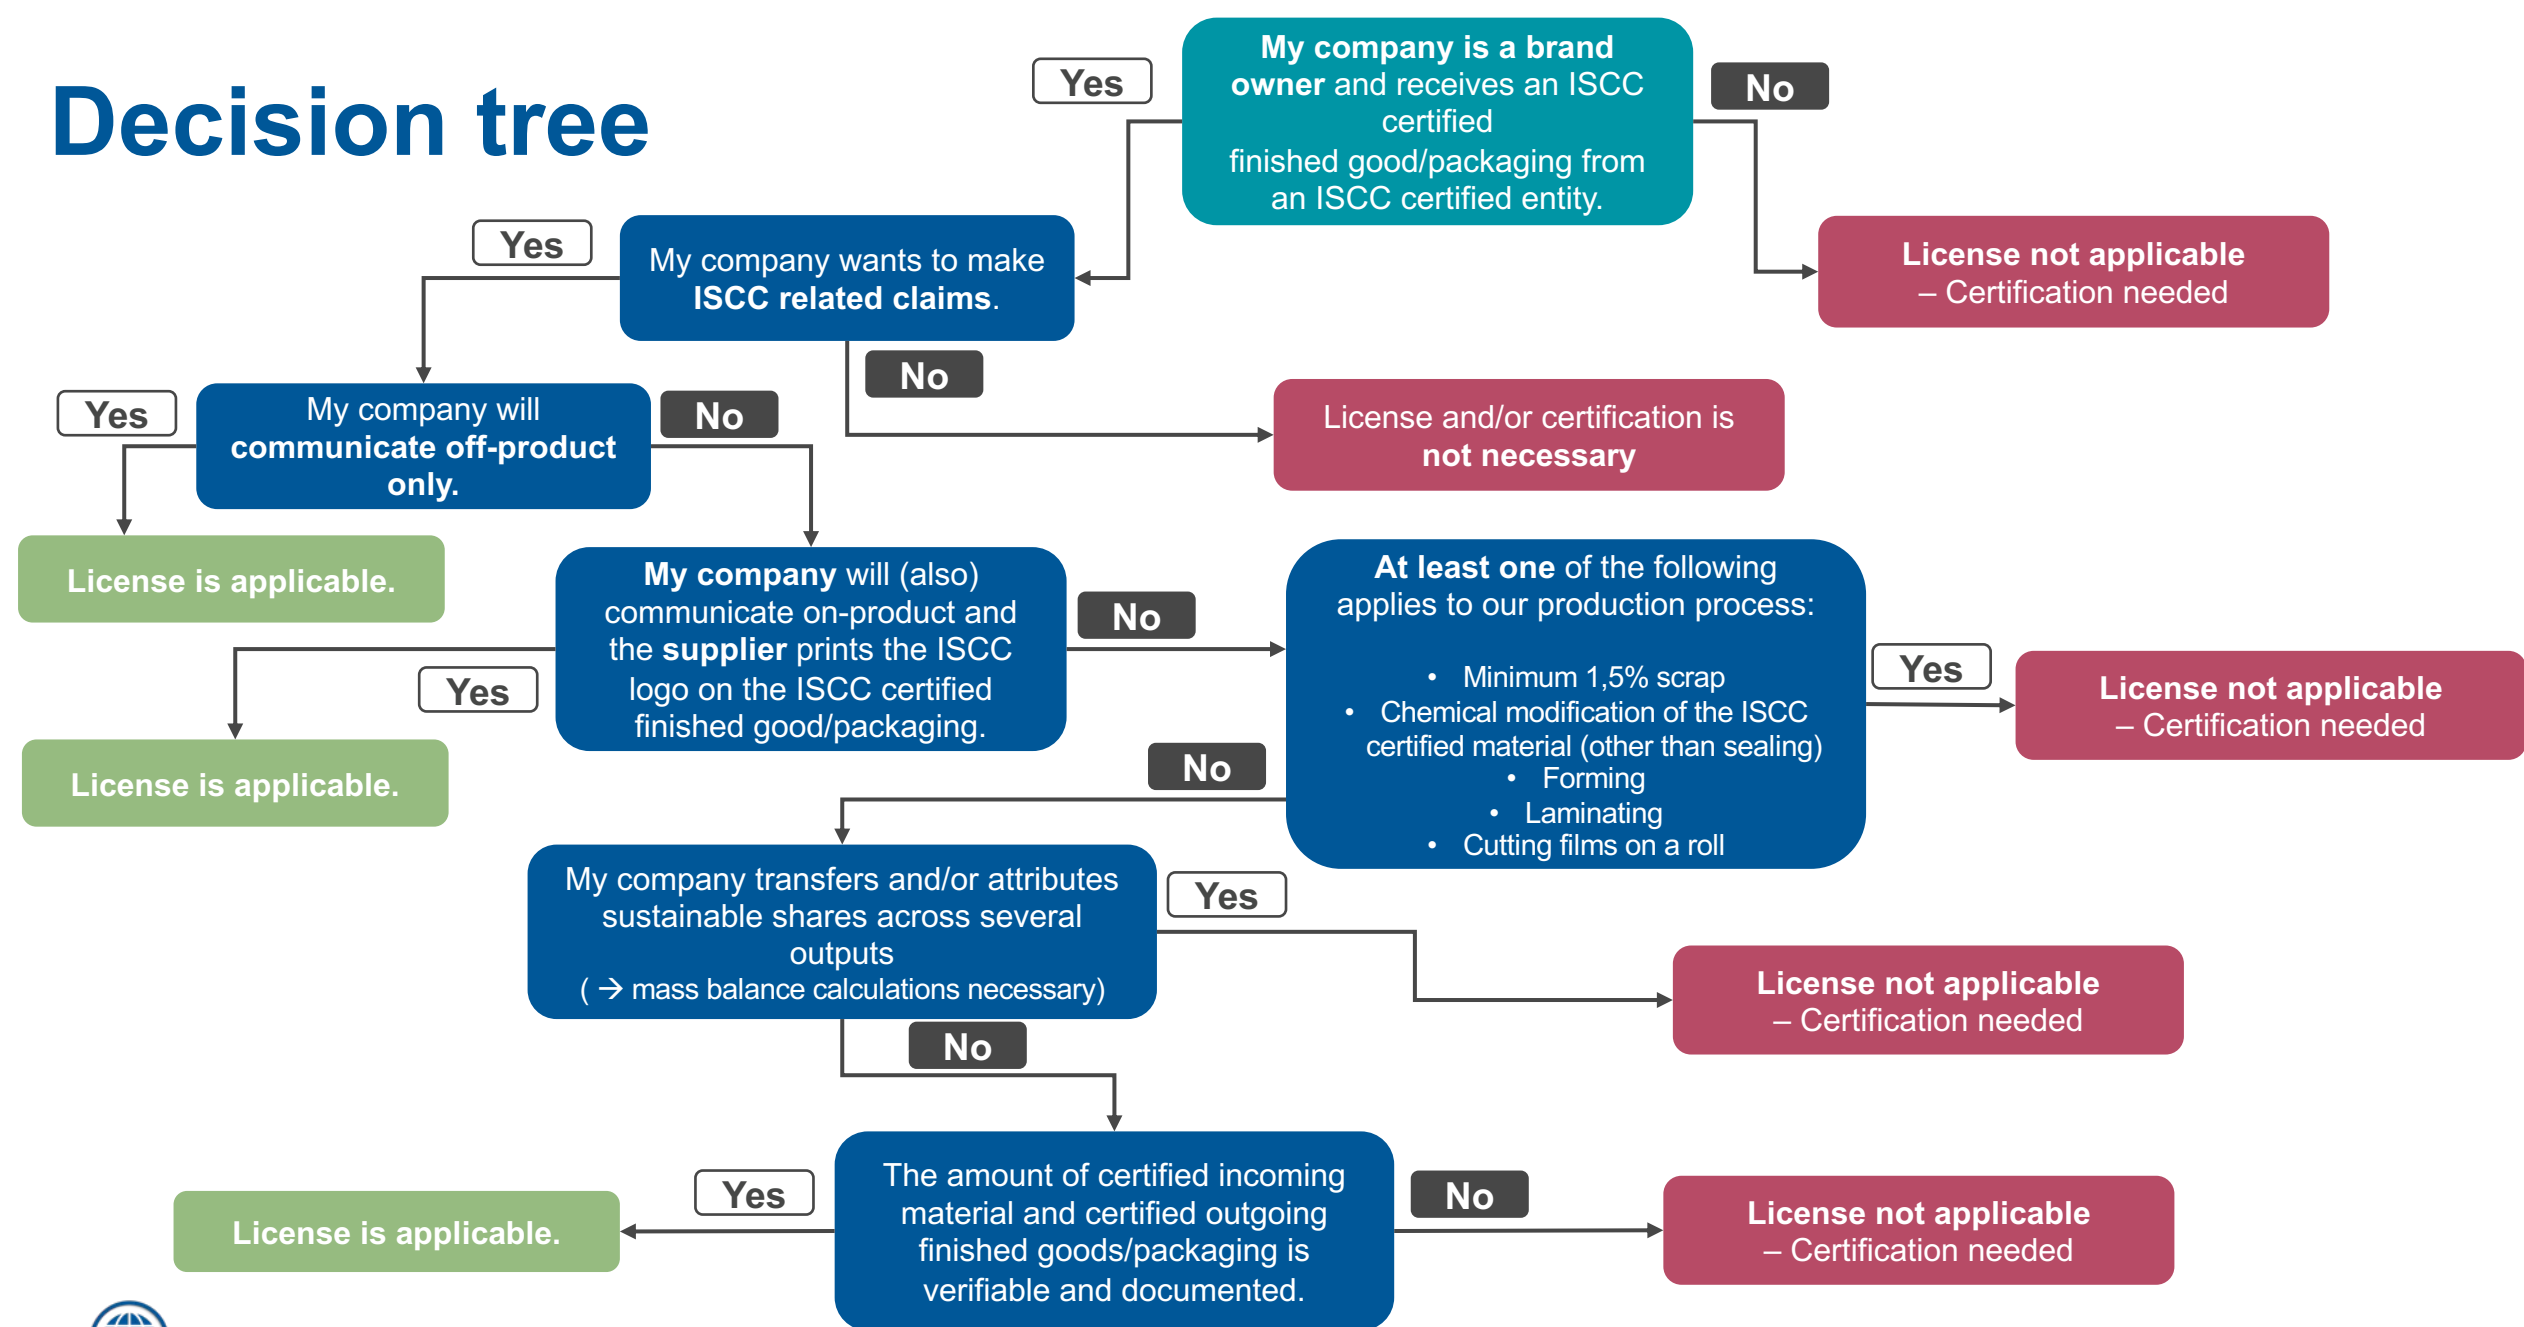 Decision tree
My company is a brand
owner and receives an ISCC
certified
finished good/packaging from
an ISCC certified entity.
Yes
No
My company wants to make
ISCC related claims.
Yes
No
License not applicable
– Certification needed
License and/or certification is
not necessary
My company will
communicate off-product
only.
Yes
No
License is applicable.
My company will (also)
communicate on-product and
the supplier prints the ISCC
logo on the ISCC certified
finished good/packaging.
Yes
No
License is applicable.
At least one of the following
applies to our production process:
• Minimum 1,5% scrap
• Chemical modification of the ISCC
certified material (other than sealing)
• Forming
• Laminating
• Cutting films on a roll
Yes
No
License not applicable
– Certification needed
My company transfers and/or attributes
sustainable shares across several
outputs
( → mass balance calculations necessary)
Yes
No
License not applicable
– Certification needed
The amount of certified incoming
material and certified outgoing
finished goods/packaging is
verifiable and documented.
Yes
No
License is applicable.
License not applicable
– Certification needed